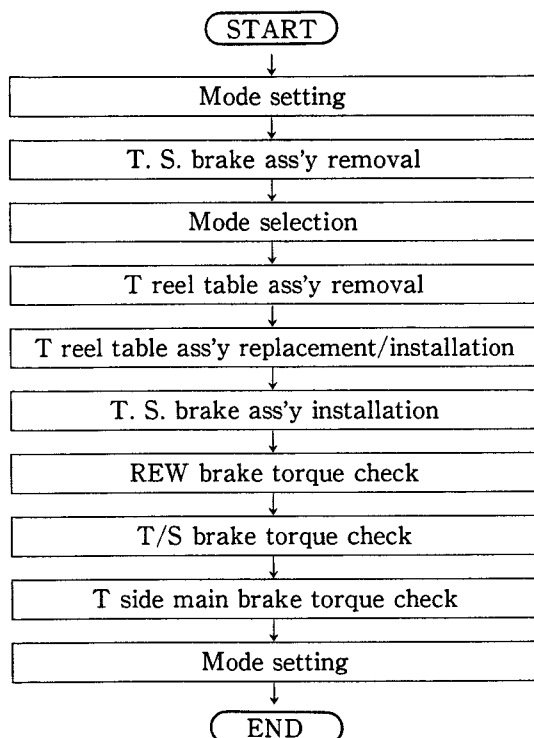 START
Mode setting
T. S. brake ass'y removal
Mode selection
T reel table ass'y removal
T reel table ass'y replacement/installation
T. S. brake ass'y installation
REW brake torque check
T/S brake torque check
T side main brake torque check
Mode setting
END